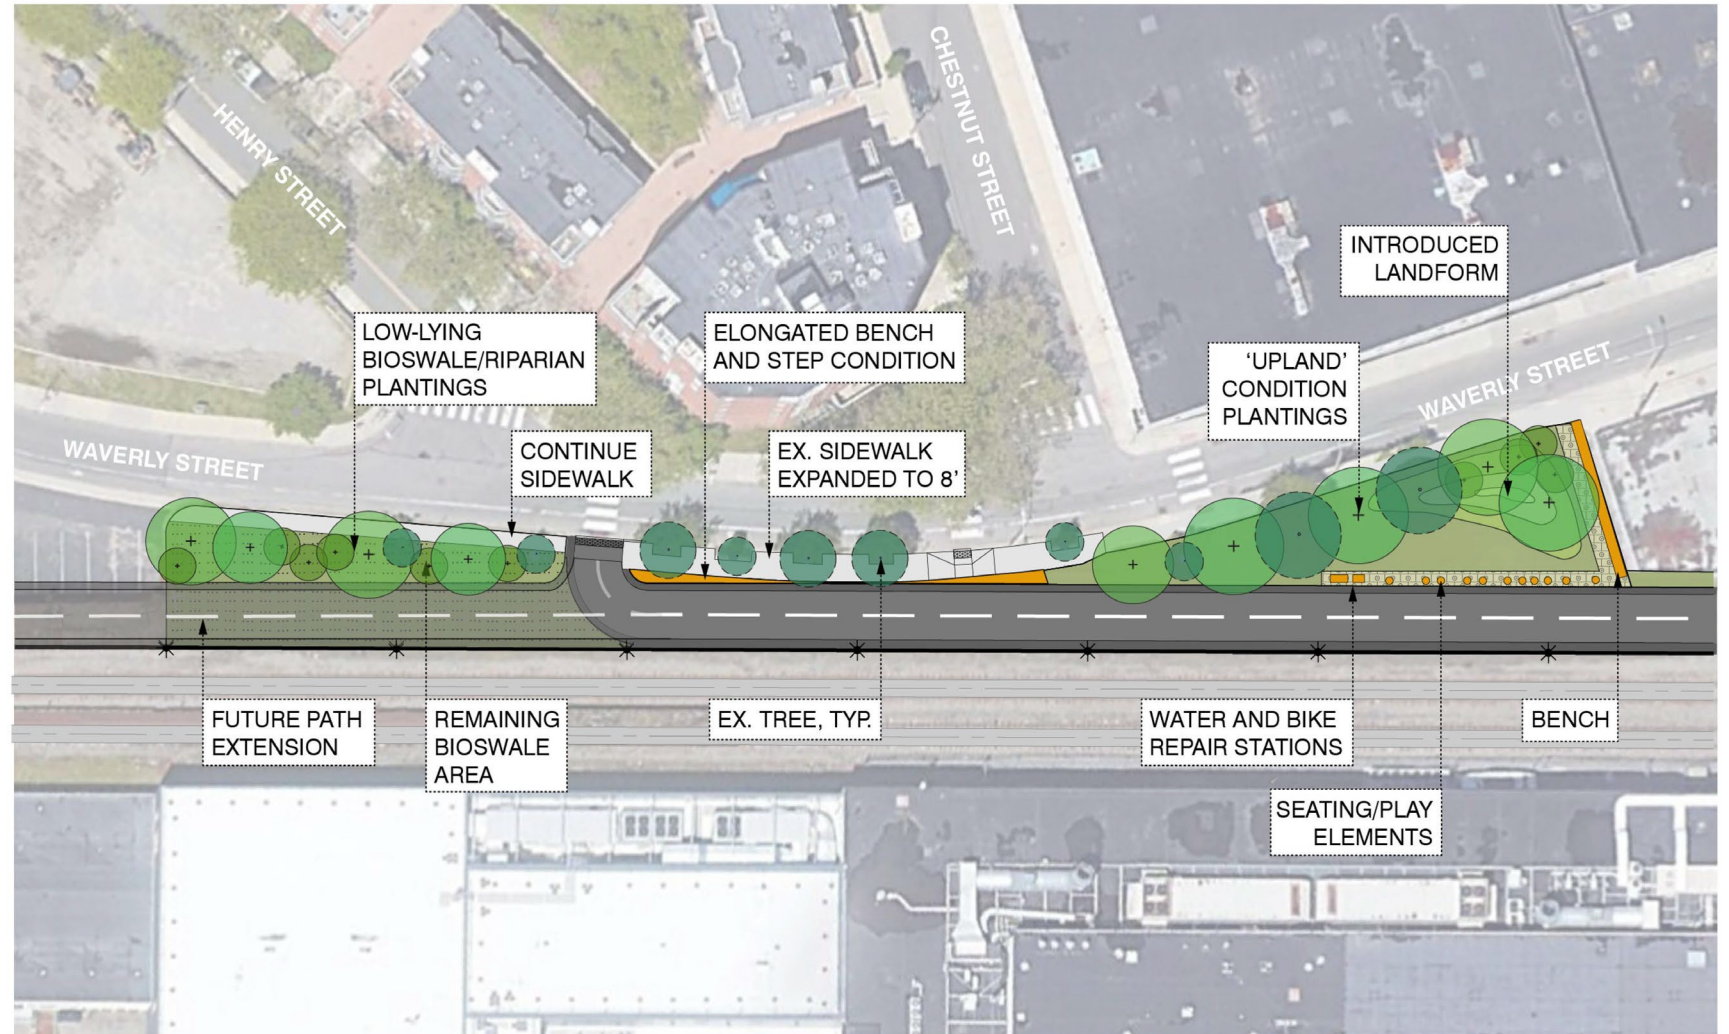 CHESTNUT STREET
HENRY STREET
INTRODUCED
LANDFORM
LOW-LYING
BIOSWALE/RIPARIAN
PLANTINGS
ELONGATED BENCH
AND STEP CONDITION
‘UPLAND’
CONDITION
PLANTINGS
WAVERLY STREET
WAVERLY STREET
CONTINUE
SIDEWALK
EX. SIDEWALK
EXPANDED TO 8’
FUTURE PATH
EXTENSION
REMAINING
BIOSWALE
AREA
EX. TREE, TYP.
WATER AND BIKE
REPAIR STATIONS
BENCH
SEATING/PLAY
ELEMENTS